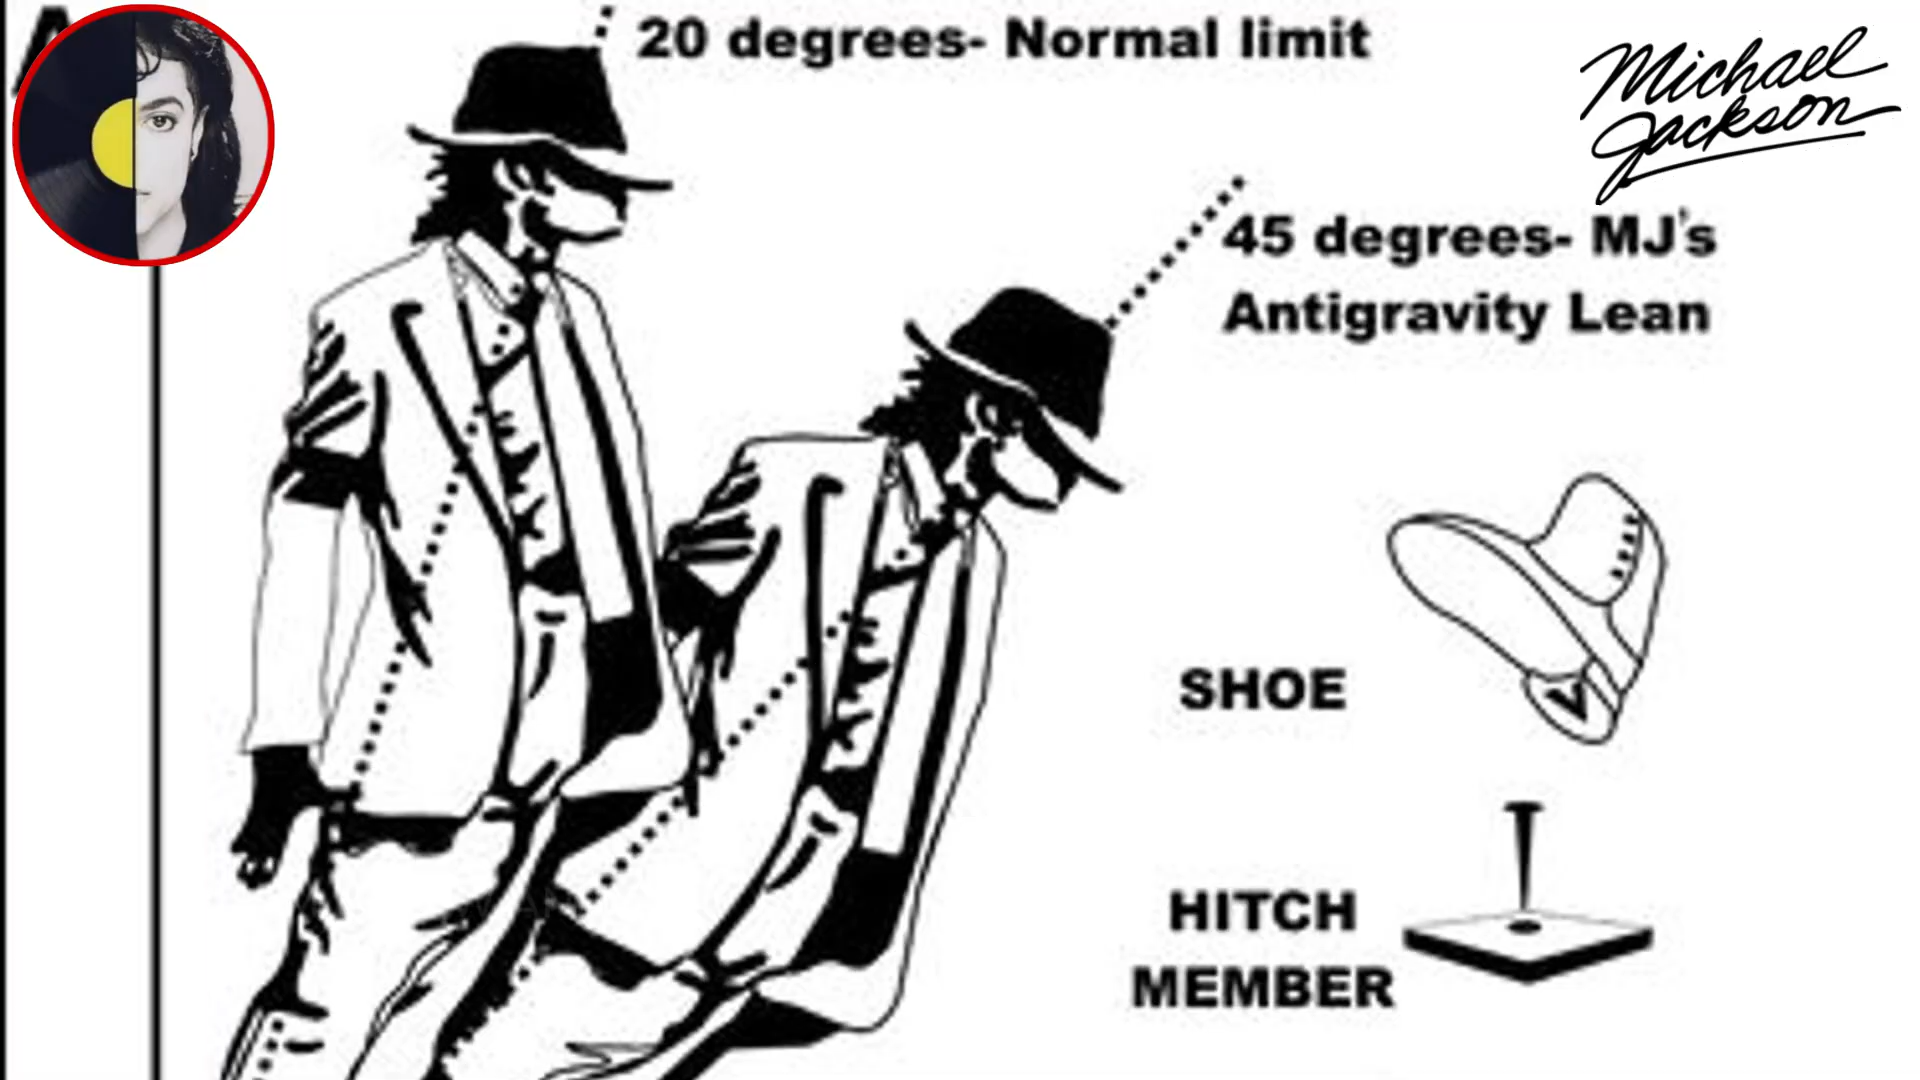 A
20 degrees- Normal limit
Michael
Jackson
45 degrees- MJ's
Antigravity Lean
SHOE
HITCH
MEMBER